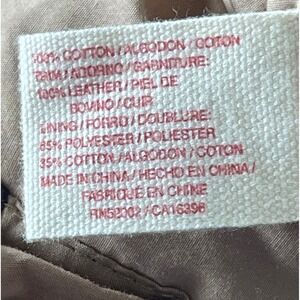 100% COTTON / ALGODON / COTON
TRIM / ADORNO / GARNITURE:
100% LEATHER / PIEL DE
BOVINO / CUIR
LINING / FORRO / DOUBLURE:
65% POLYESTER / POLIESTER
35% COTTON / ALGODON / COTON
MADE IN CHINA / HECHO EN CHINA /
FABRIQUE EN CHINE
RN52002 / CA16396